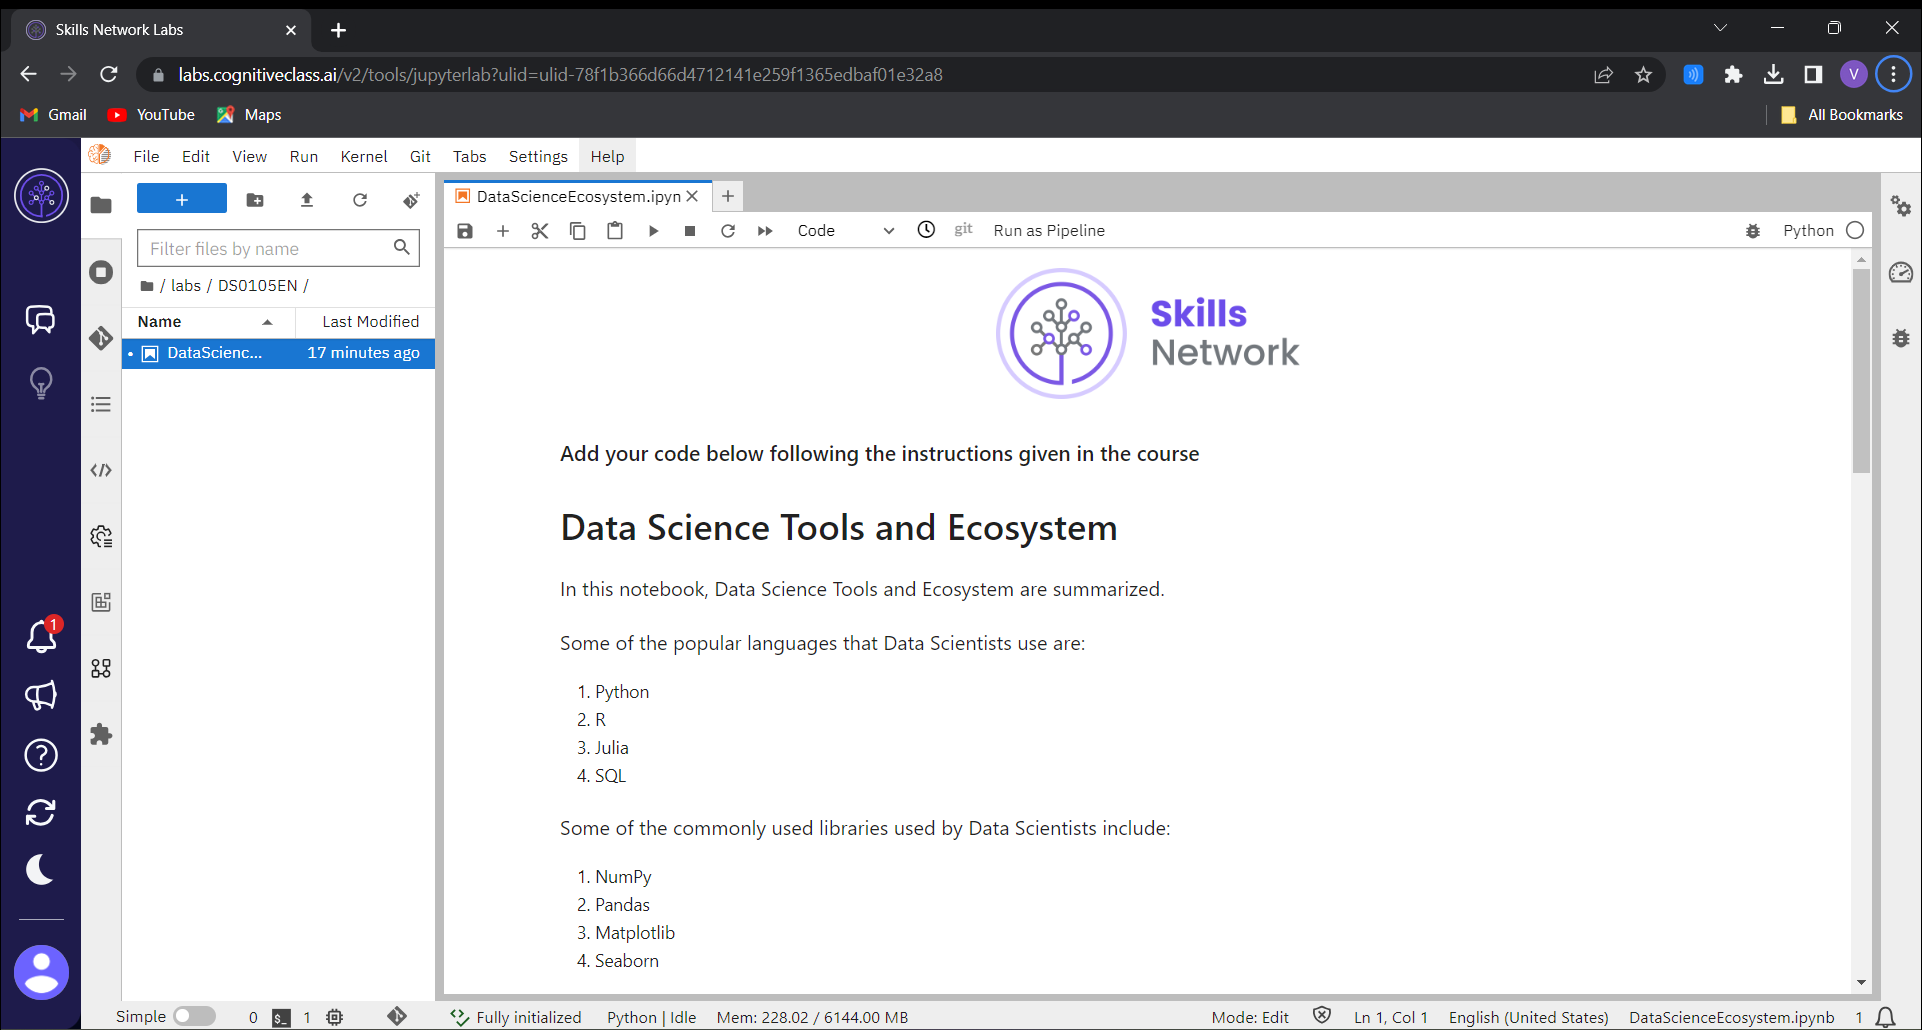 Skills Network Labs
labs.cognitiveclass.ai/v2/tools/jupyterlab?ulid=ulid-78f1b366d66d4712141e259f1365edbaf01e32a8
V
Gmail YouTube Maps All Bookmarks
File Edit View Run Kernel Git Tabs Settings Help
DataScienceEcosystem.ipyn
Filter files by name
Code git Run as Pipeline Python
/ labs / DS0105EN /
Name Last Modified
DataScienc... 17 minutes ago
Skills
Network
Add your code below following the instructions given in the course
Data Science Tools and Ecosystem
In this notebook, Data Science Tools and Ecosystem are summarized.
Some of the popular languages that Data Scientists use are:
1. Python
2. R
3. Julia
4. SQL
Some of the commonly used libraries used by Data Scientists include:
1. NumPy
2. Pandas
3. Matplotlib
4. Seaborn
1
Simple 0 $_ 1 Fully initialized Python | Idle Mem: 228.02 / 6144.00 MB Mode: Edit Ln 1, Col 1 English (United States) DataScienceEcosystem.ipynb 1